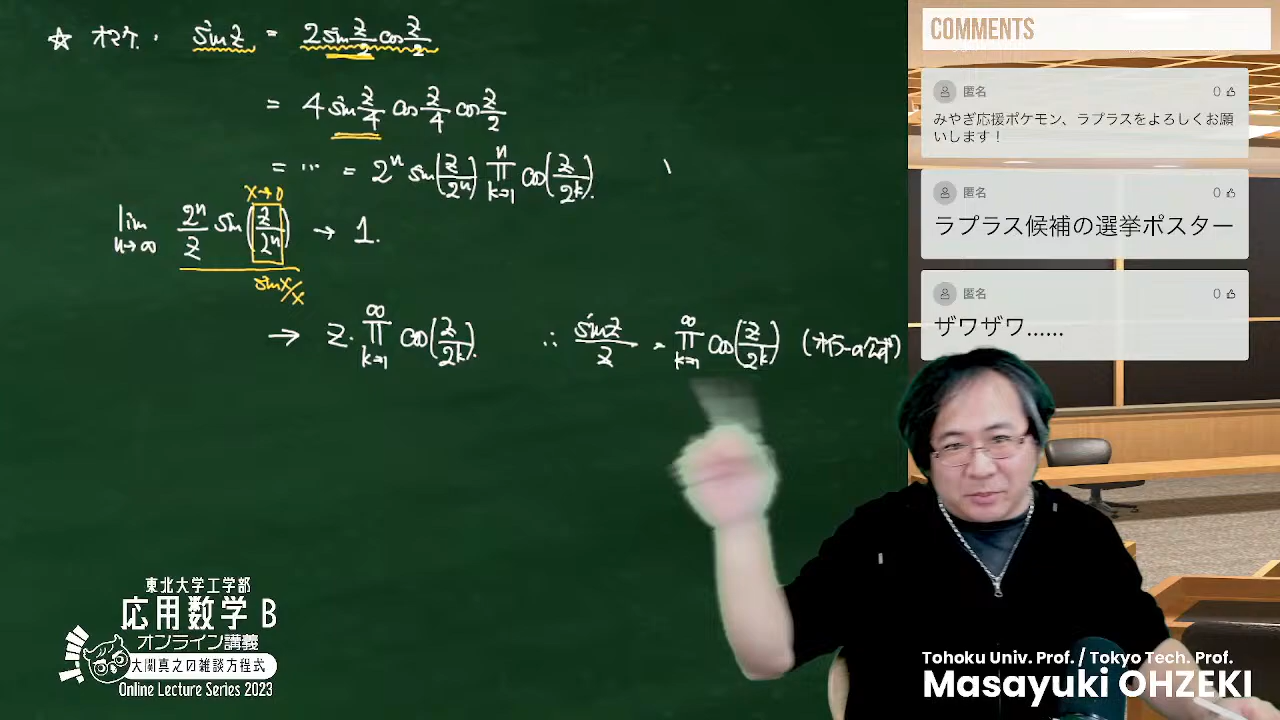 ☆ オマケ. sin z = 2 sin z/2 cos z/2
= 4 sin z/4 cos z/4 cos z/2
= … = 2ⁿ sin(z/2ⁿ) ∏_{k=1}^{n} cos(z/2ᵏ).
x→0
lim_{n→∞} 2ⁿ/z sin(z/2ⁿ) → 1.
sin x/x
→ z・∏_{k=1}^{∞} cos(z/2ᵏ). ∴ sin z/z = ∏_{k=1}^{∞} cos(z/2ᵏ) (オイラーの公式)
COMMENTS
匿名 0
みやぎ応援ポケモン、ラプラスをよろしくお願
いします！
匿名 0
ラプラス候補の選挙ポスター
匿名 0
ザワザワ......
東北大学工学部
応用数学 B
オンライン講義
大関真之の雑談方程式
Online Lecture Series 2023
Tohoku Univ. Prof. / Tokyo Tech. Prof.
Masayuki OHZEKI